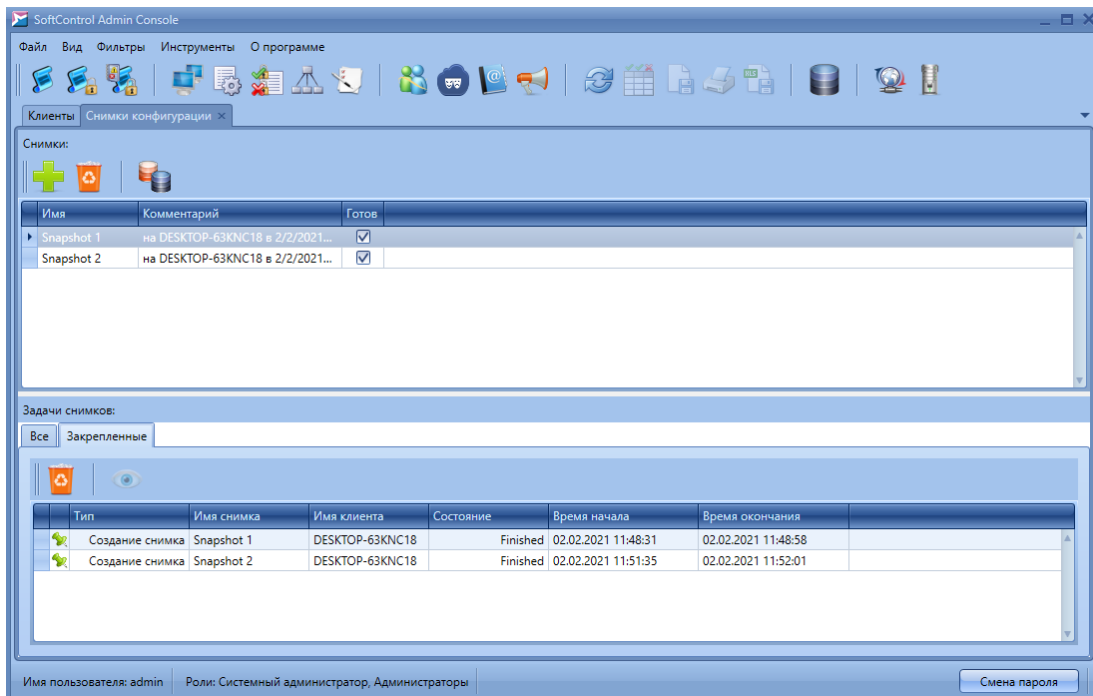 SoftControl Admin Console
Файл Вид Фильтры Инструменты О программе
Клиенты Снимки конфигурации ×
Снимки:
Имя Комментарий Готов
Snapshot 1 на DESKTOP-63KNC18 в 2/2/2021...
Snapshot 2 на DESKTOP-63KNC18 в 2/2/2021...
Задачи снимков:
Все Закрепленные
Тип Имя снимка Имя клиента Состояние Время начала Время окончания
Создание снимка Snapshot 1 DESKTOP-63KNC18 Finished 02.02.2021 11:48:31 02.02.2021 11:48:58
Создание снимка Snapshot 2 DESKTOP-63KNC18 Finished 02.02.2021 11:51:35 02.02.2021 11:52:01
Имя пользователя: admin Роли: Системный администратор, Администраторы Смена пароля